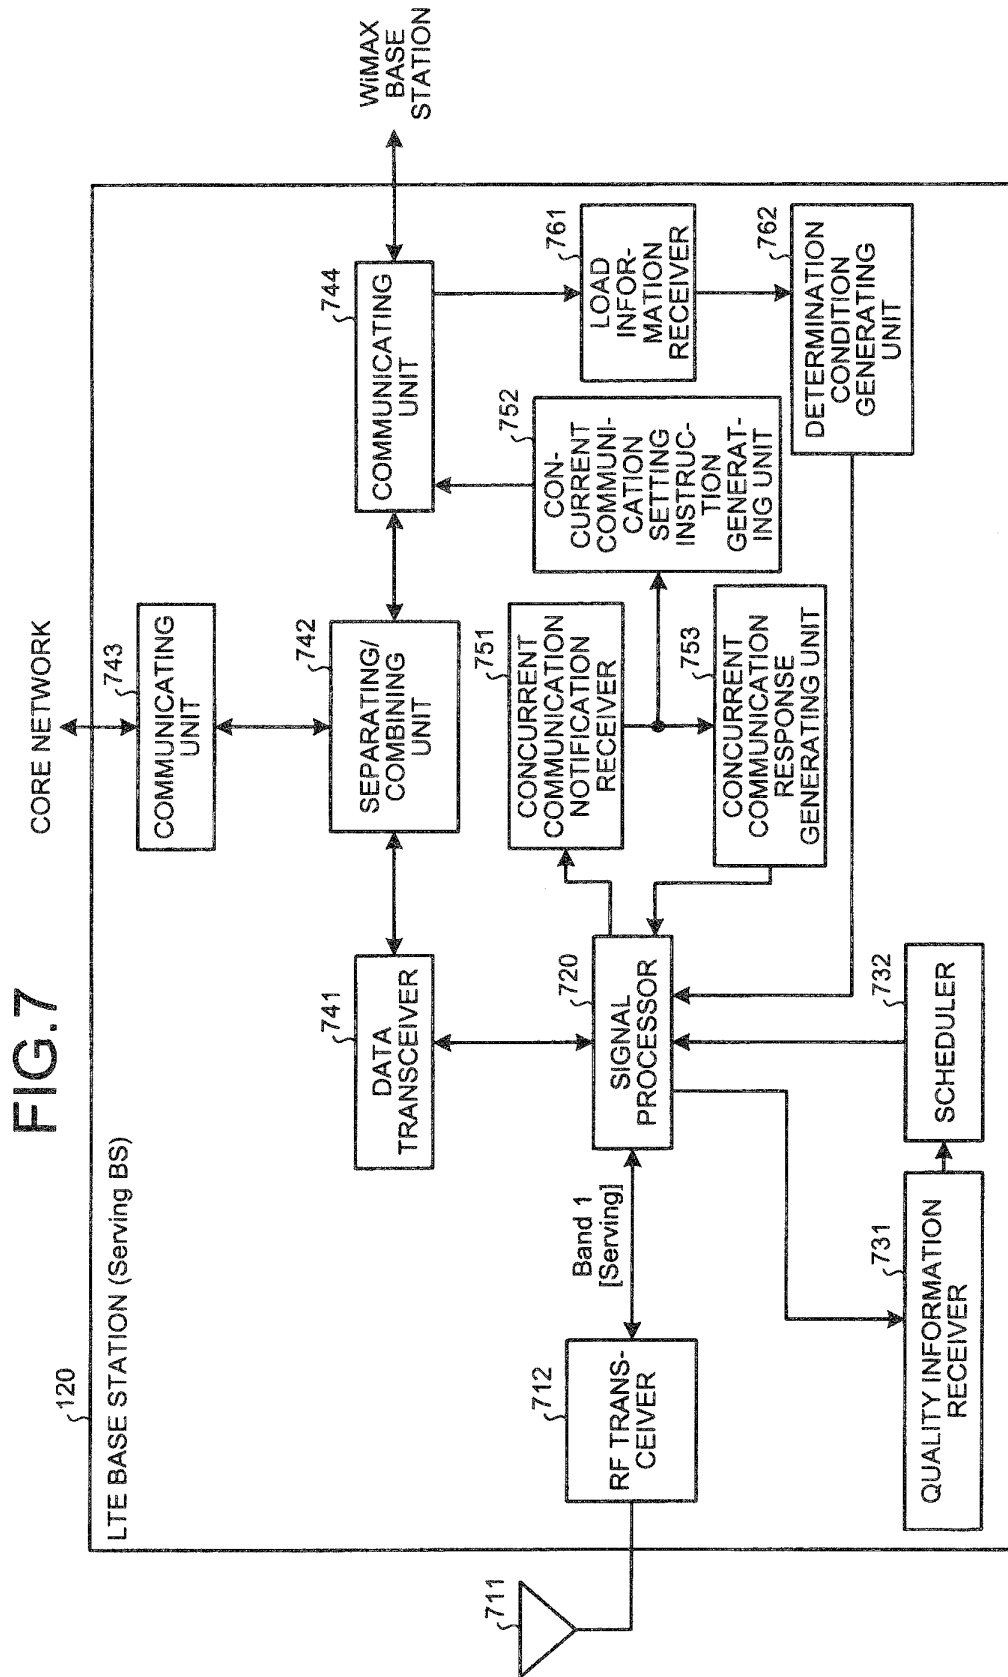 FIG.7
CORE NETWORK
120
LTE BASE STATION (Serving BS)
743
COMMUNICATING
UNIT
WiMAX
BASE
STATION
741
DATA
TRANSCEIVER
742
SEPARATING/
COMBINING
UNIT
744
COMMUNICATING
UNIT
711
712
RF TRANS-
CEIVER
Band 1
[Serving]
720
SIGNAL
PROCESSOR
751
CONCURRENT
COMMUNICATION
NOTIFICATION
RECEIVER
752
CON-
CURRENT
COMMUNI-
CATION
SETTING
INSTRUC-
TION
GENERAT-
ING UNIT
761
LOAD
INFOR-
MATION
RECEIVER
753
CONCURRENT
COMMUNICATION
RESPONSE
GENERATING UNIT
762
DETERMINATION
CONDITION
GENERATING
UNIT
731
QUALITY INFORMATION
RECEIVER
732
SCHEDULER